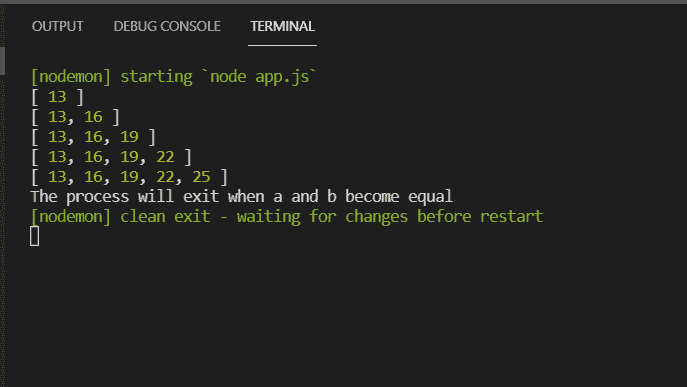 OUTPUT DEBUG CONSOLE TERMINAL
[nodemon] starting `node app.js`
[ 13 ]
[ 13, 16 ]
[ 13, 16, 19 ]
[ 13, 16, 19, 22 ]
[ 13, 16, 19, 22, 25 ]
The process will exit when a and b become equal
[nodemon] clean exit - waiting for changes before restart